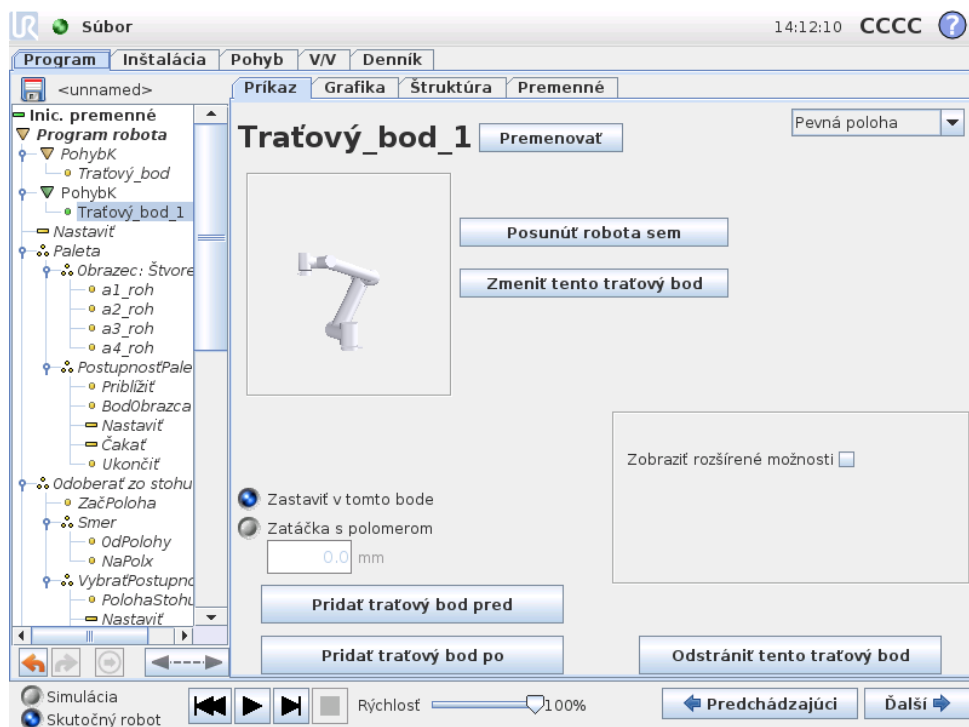 UR Súbor 14:12:10 CCCC ?
Program Inštalácia Pohyb V/V Denník
<unnamed>
Príkaz Grafika Štruktúra Premenné
Inic. premenné
Program robota
PohybK
Traťový_bod
PohybK
Traťový_bod_1
Nastaviť
Paleta
Obrazec: Štvore
a1_roh
a2_roh
a3_roh
a4_roh
PostupnosťPale
Priblížiť
BodObrazca
Nastaviť
Čakať
Ukončiť
Odoberať zo stohu
ZačPoloha
Smer
OdPolohy
NaPolx
VybraťPostupno
PolohaStohu
Nastaviť
Traťový_bod_1 Premenovať
Pevná poloha
Posunúť robota sem
Zmeniť tento traťový bod
Zobraziť rozšírené možnosti
Zastaviť v tomto bode
Zatáčka s polomerom
0.0 mm
Pridať traťový bod pred
Pridať traťový bod po
Odstrániť tento traťový bod
Simulácia
Skutočný robot
Rýchlosť 100%
Predchádzajúci
Ďalší